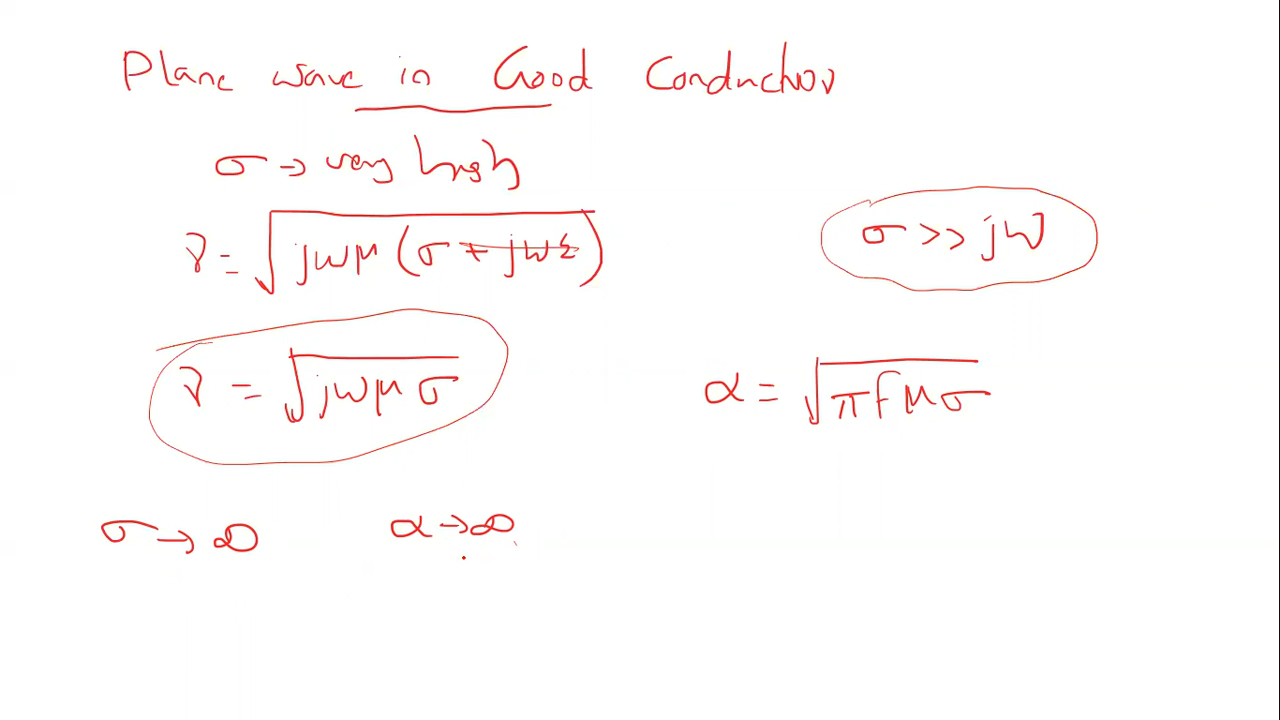 Plane wave in Good Conductor
σ → very high
γ = √jωμ (σ + jωε)
σ >> jω
γ = √jωμσ
α = √πfμσ
σ → ∞ α → ∞